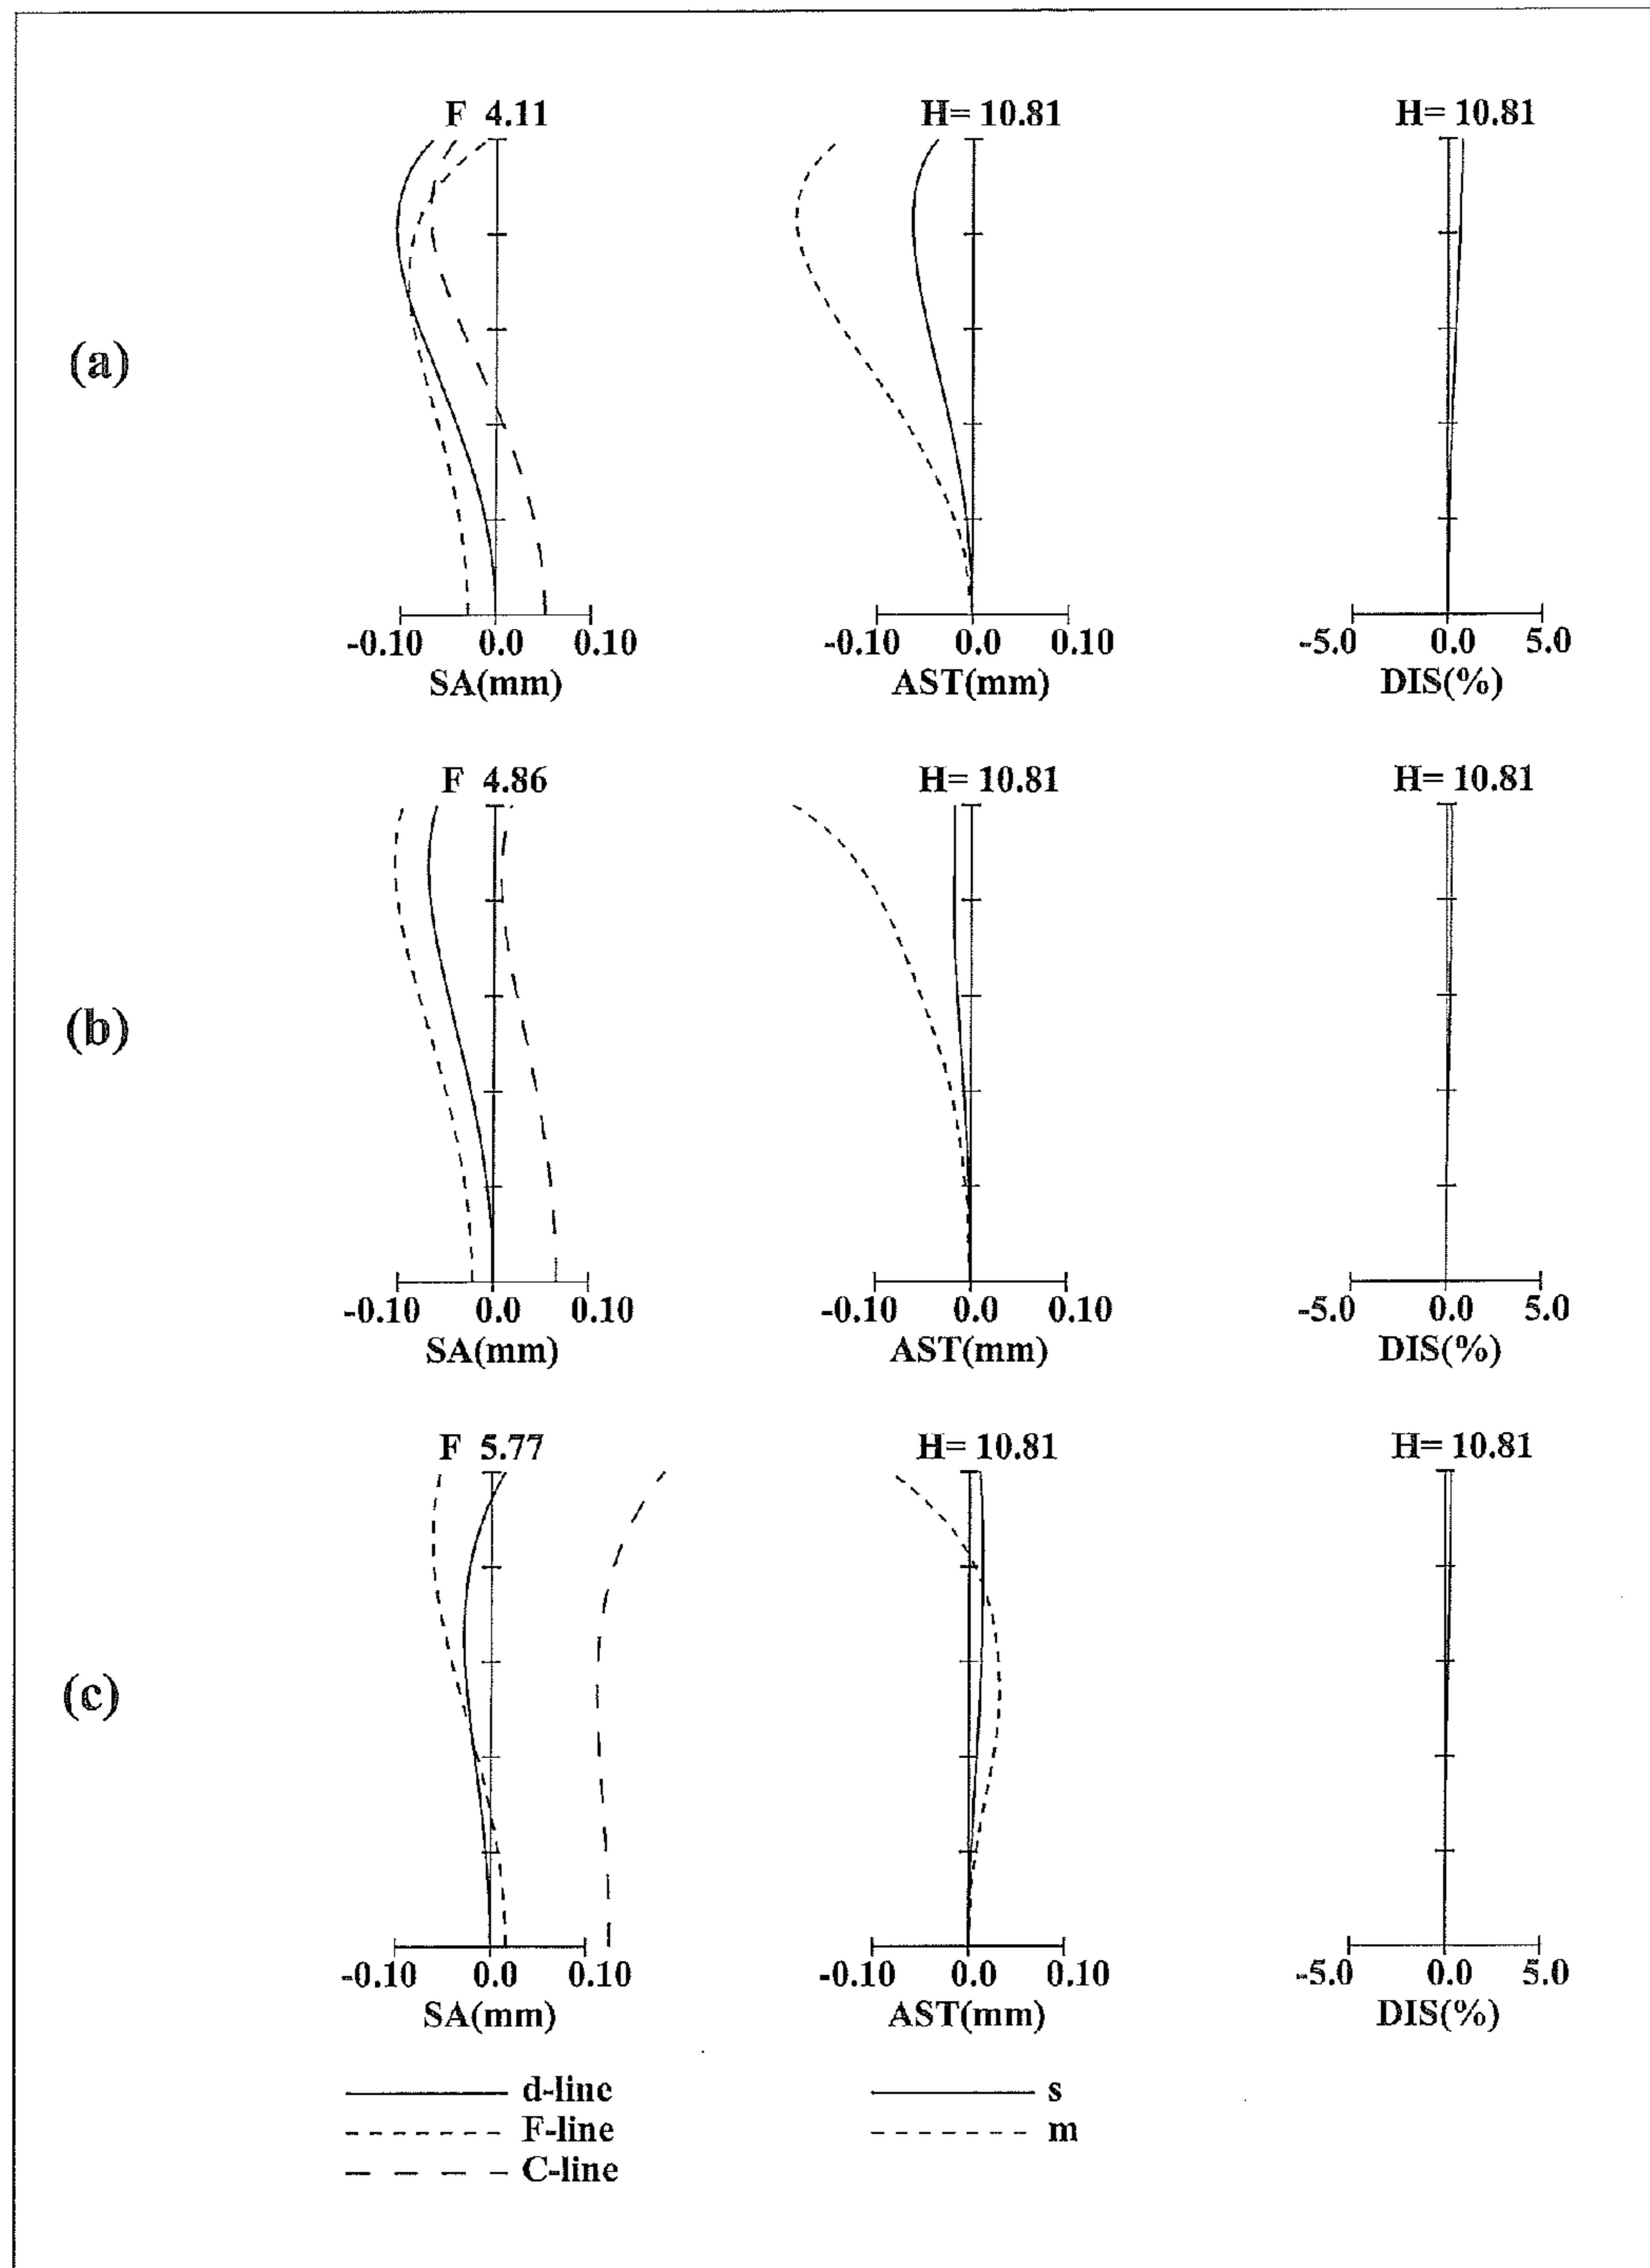 F 4.11 H= 10.81 H= 10.81
(a)
-0.10 0.0 0.10 -0.10 0.0 0.10 -5.0 0.0 5.0
SA(mm) AST(mm) DIS(%)
F 4.86 H= 10.81 H= 10.81
(b)
-0.10 0.0 0.10 -0.10 0.0 0.10 -5.0 0.0 5.0
SA(mm) AST(mm) DIS(%)
F 5.77 H= 10.81 H= 10.81
(c)
-0.10 0.0 0.10 -0.10 0.0 0.10 -5.0 0.0 5.0
SA(mm) AST(mm) DIS(%)
d-line s
F-line m
C-line